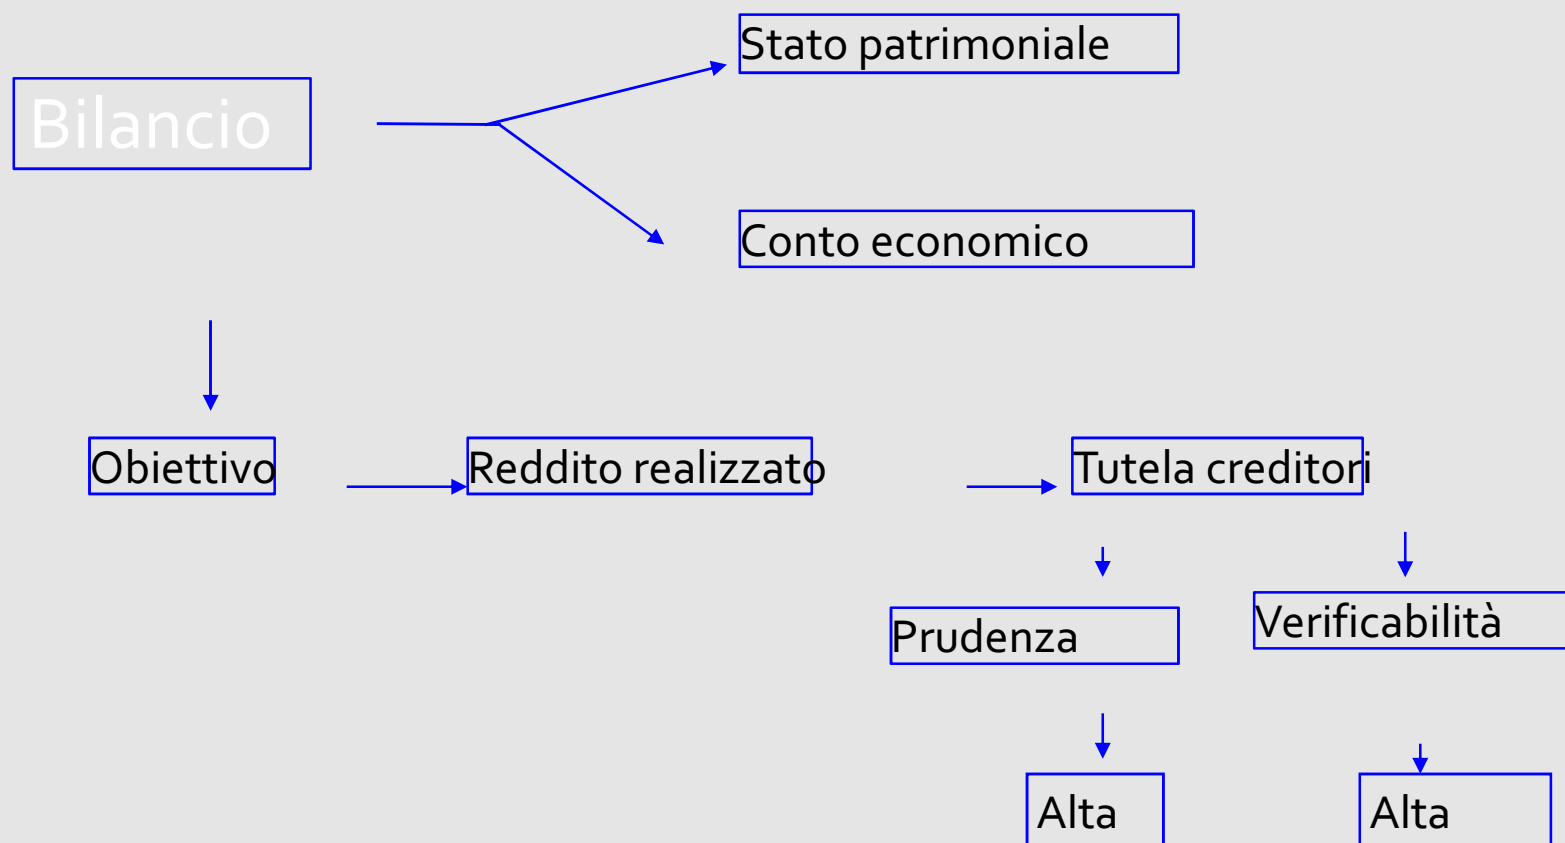 Stato patrimoniale
Bilancio
Conto economico
Obiettivo
Reddito realizzato
Tutela creditori
Prudenza
Verificabilità
Alta
Alta